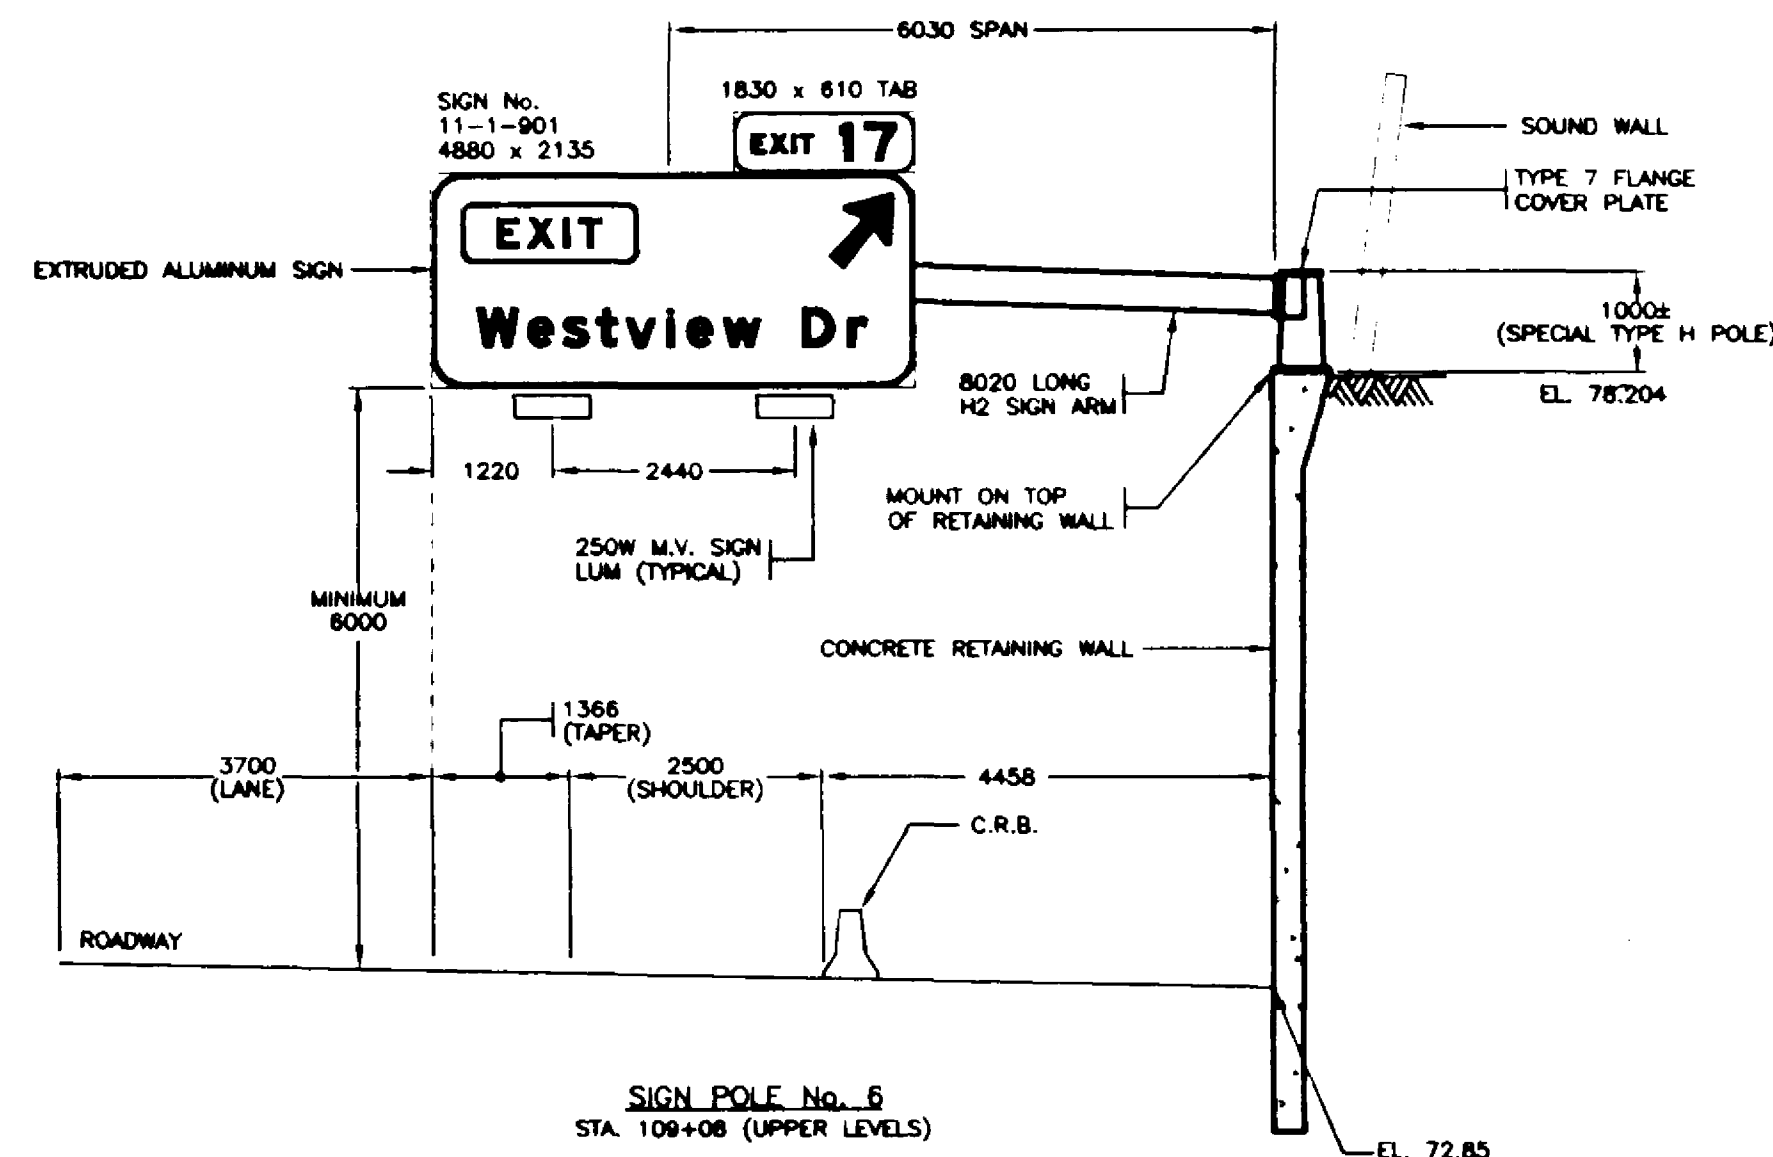 6030 SPAN
SIGN No.
11-1-901
4880 x 2135
1830 x 610 TAB
EXIT 17
SOUND WALL
TYPE 7 FLANGE
COVER PLATE
EXIT
EXTRUDED ALUMINUM SIGN
Westview Dr
1000±
(SPECIAL TYPE H POLE)
8020 LONG
H2 SIGN ARM
EL. 78.204
1220
2440
MOUNT ON TOP
OF RETAINING WALL
250W M.V. SIGN
LUM (TYPICAL)
MINIMUM
6000
CONCRETE RETAINING WALL
1366
(TAPER)
3700
(LANE)
2500
(SHOULDER)
4458
C.R.B.
ROADWAY
SIGN POLE No. 6
STA. 109+08 (UPPER LEVELS)
EL. 72.85